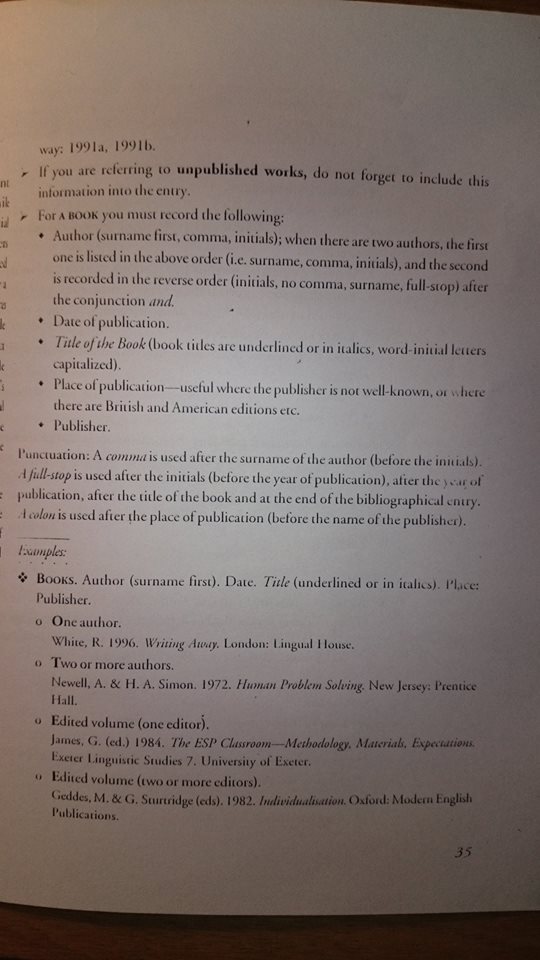 way: 1991a, 1991b.
➢ If you are referring to unpublished works, do not forget to include this
information into the entry.
➢ For A BOOK you must record the following:
• Author (surname first, comma, initials); when there are two authors, the first
one is listed in the above order (i.e. surname, comma, initials), and the second
is recorded in the reverse order (initials, no comma, surname, full-stop) after
the conjunction and.
• Date of publication.
• Title of the Book (book titles are underlined or in italics, word-initial letters
capitalized).
• Place of publication—useful where the publisher is not well-known, or where
there are British and American editions etc.
• Publisher.
Punctuation: A comma is used after the surname of the author (before the initials).
A full-stop is used after the initials (before the year of publication), after the year of
publication, after the title of the book and at the end of the bibliographical entry.
A colon is used after the place of publication (before the name of the publisher).
Examples:
❖ BOOKS. Author (surname first). Date. Title (underlined or in italics). Place:
Publisher.
o One author.
White, R. 1996. Writing Away. London: Lingual House.
o Two or more authors.
Newell, A. & H. A. Simon. 1972. Human Problem Solving. New Jersey: Prentice
Hall.
o Edited volume (one editor).
James, G. (ed.) 1984. The ESP Classroom—Methodology, Materials, Expectations.
Exeter Linguistic Studies 7. University of Exeter.
o Edited volume (two or more editors).
Geddes, M. & G. Sturtridge (eds). 1982. Individualisation. Oxford: Modern English
Publications.
35